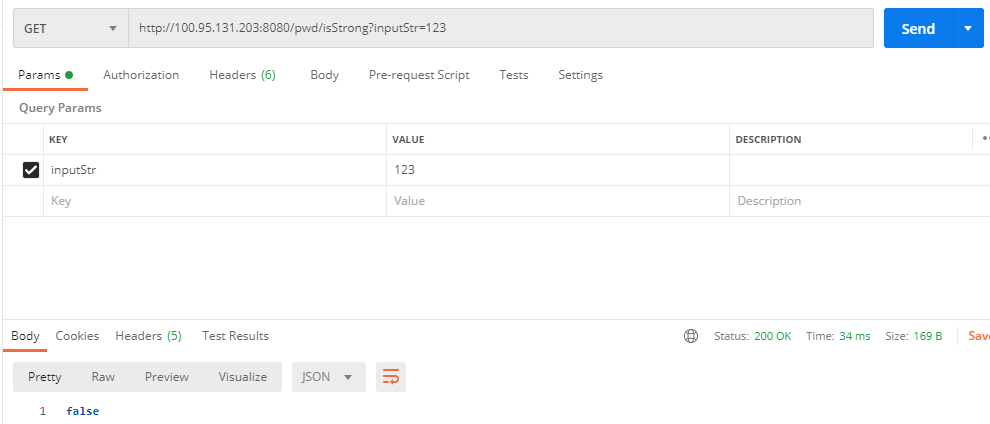 GET http://100.95.131.203:8080/pwd/isStrong?inputStr=123 Send
Params Authorization Headers (6) Body Pre-request Script Tests Settings
Query Params
KEY VALUE DESCRIPTION
inputStr 123
Key Value Description
Body Cookies Headers (5) Test Results Status: 200 OK Time: 34 ms Size: 169 B Save
Pretty Raw Preview Visualize JSON
1 false